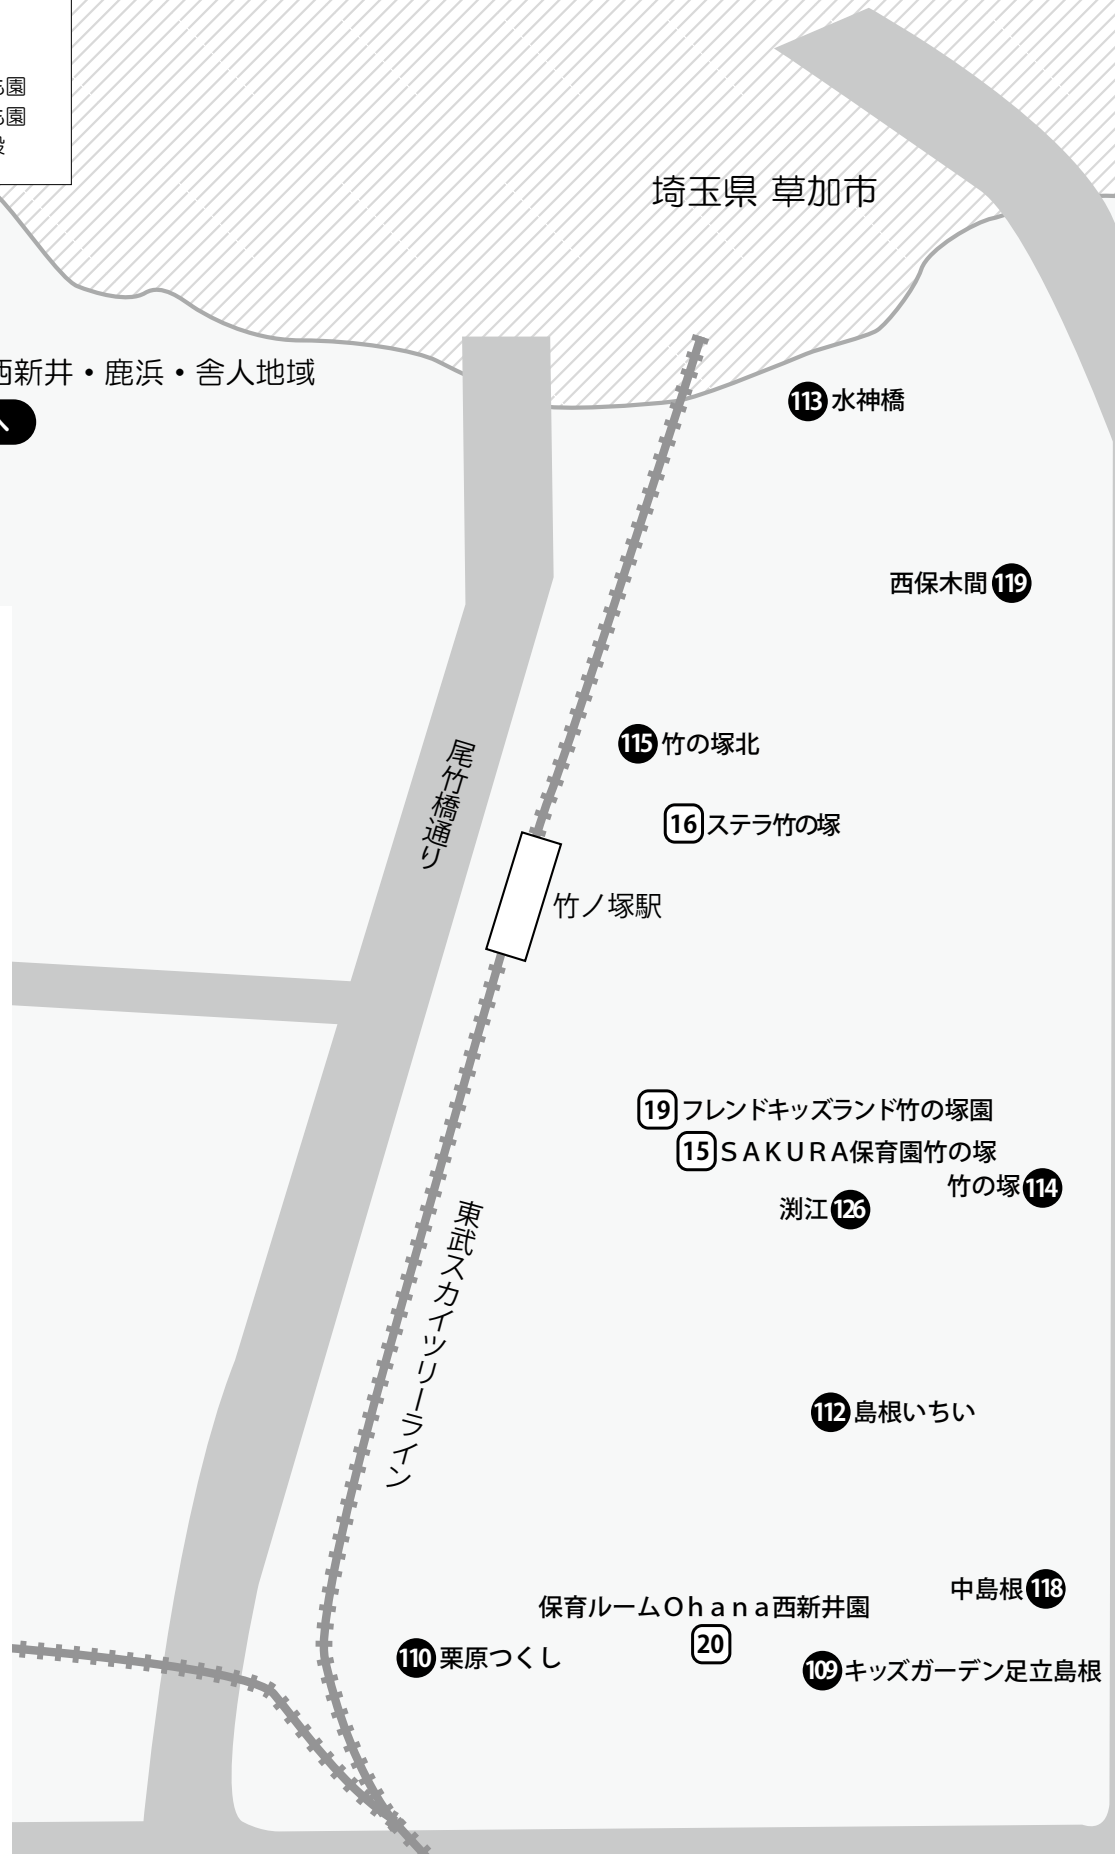 園
園
埼玉県 草加市
西新井・鹿浜・舎人地域
へ
113 水神橋
西保木間 119
115 竹の塚北
尾竹橋通り
16 ステラ竹の塚
竹ノ塚駅
19 フレンドキッズランド竹の塚園
15 SAKURA保育園竹の塚
竹の塚 114
渕江 126
東武スカイツリーライン
112 島根いちい
中島根 118
保育ルームOhana西新井園
20
110 栗原つくし
109 キッズガーデン足立島根